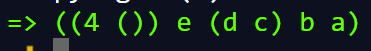 => ((4 ()) e (d c) b a)